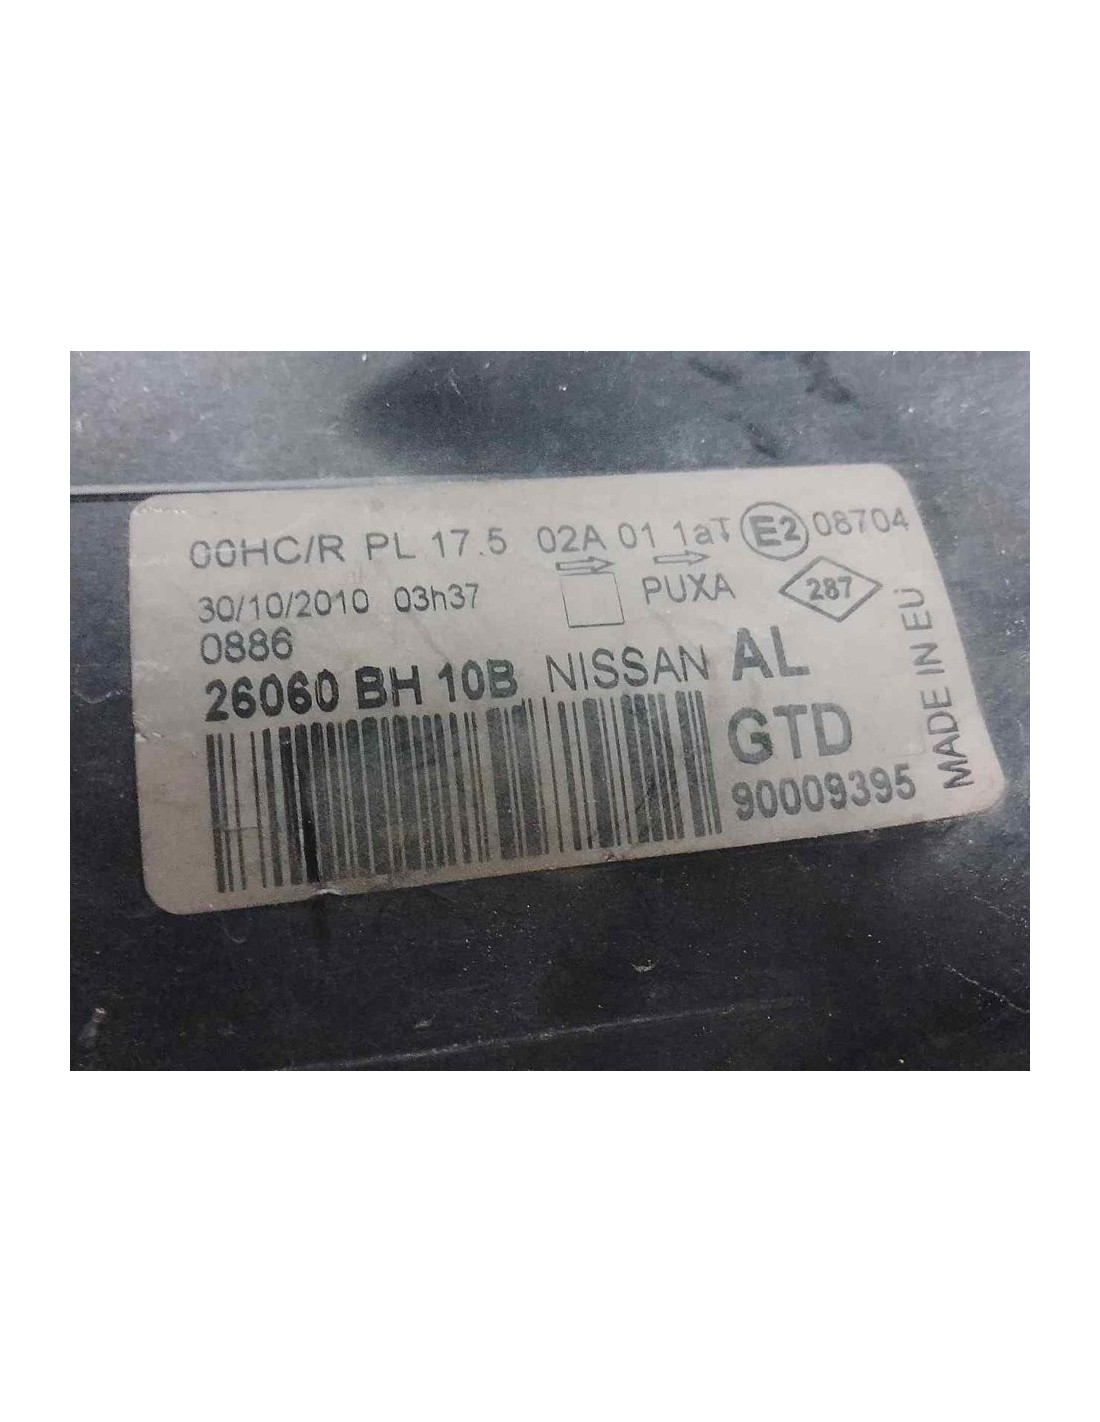 00HC/R PL 17.5 02A 01 1aT E2 08704
30/10/2010 03h37 PUXA 287
0886
26060 BH 10B NISSAN AL
GTD
90009395
MADE IN EU